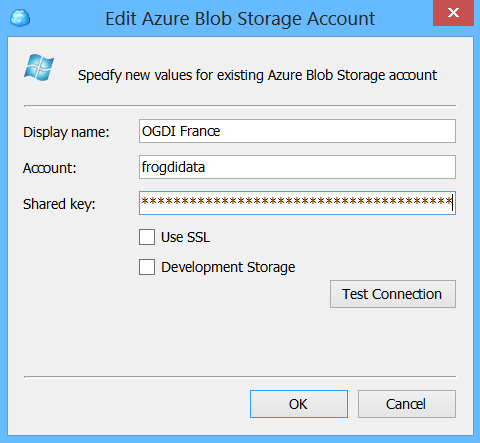 Edit Azure Blob Storage Account
Specify new values for existing Azure Blob Storage account
Display name: OGDI France
Account: frogdidata
Shared key: ****************************************
Use SSL
Development Storage
Test Connection
OK Cancel